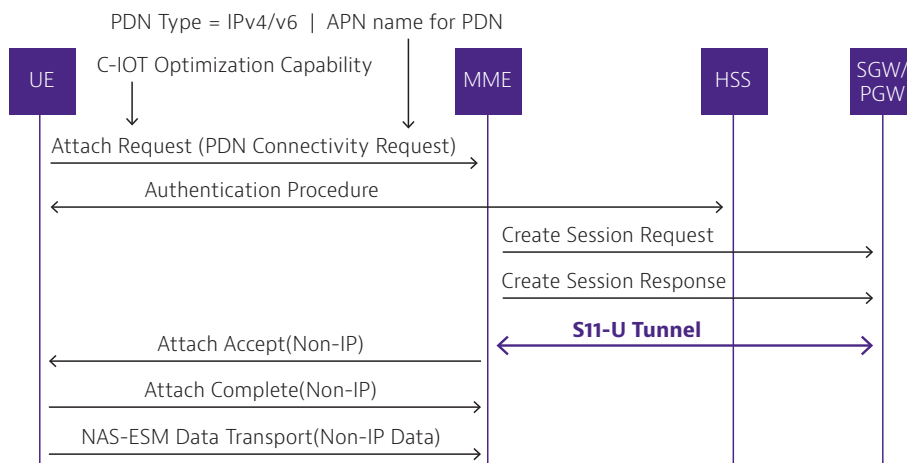 PDN Type = IPv4/v6 | APN name for PDN
C-IOT Optimization Capability
UE
MME
HSS
SGW/
PGW
Attach Request (PDN Connectivity Request)
Authentication Procedure
Create Session Request
Create Session Response
S11-U Tunnel
Attach Accept(Non-IP)
Attach Complete(Non-IP)
NAS-ESM Data Transport(Non-IP Data)